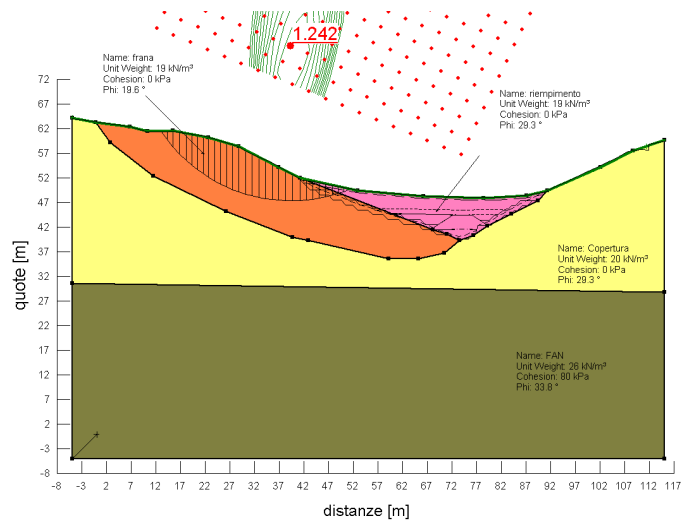 1.242
Name: frana
Unit Weight: 19 kN/m³
Cohesion: 0 kPa
Phi: 19.6 °
Name: riempimento
Unit Weight: 19 kN/m³
Cohesion: 0 kPa
Phi: 29.3 °
Name: Copertura
Unit Weight: 20 kN/m³
Cohesion: 0 kPa
Phi: 29.3 °
Name: FAN
Unit Weight: 26 kN/m³
Cohesion: 80 kPa
Phi: 33.8 °
quote [m]
72
67
62
57
52
47
42
37
32
27
22
17
12
7
2
-3
-8
-8 -3 2 7 12 17 22 27 32 37 42 47 52 57 62 67 72 77 82 87 92 97 102 107 112 117
distanze [m]